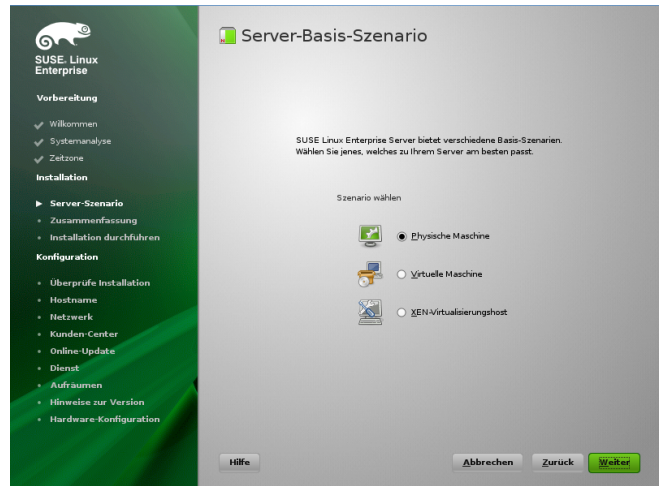 SUSE. Linux
Enterprise
Vorbereitung
Willkommen
Systemanalyse
Zeitzone
Installation
Server-Szenario
Zusammenfassung
Installation durchführen
Konfiguration
Überprüfe Installation
Hostname
Netzwerk
Kunden-Center
Online-Update
Dienst
Aufräumen
Hinweise zur Version
Hardware-Konfiguration
Server-Basis-Szenario
SUSE Linux Enterprise Server bietet verschiedene Basis-Szenarien.
Wählen Sie jenes, welches zu Ihrem Server am besten passt.
Szenario wählen
Physische Maschine
Virtuelle Maschine
XEN-Virtualisierungshost
Hilfe
Abbrechen
Zurück
Weiter